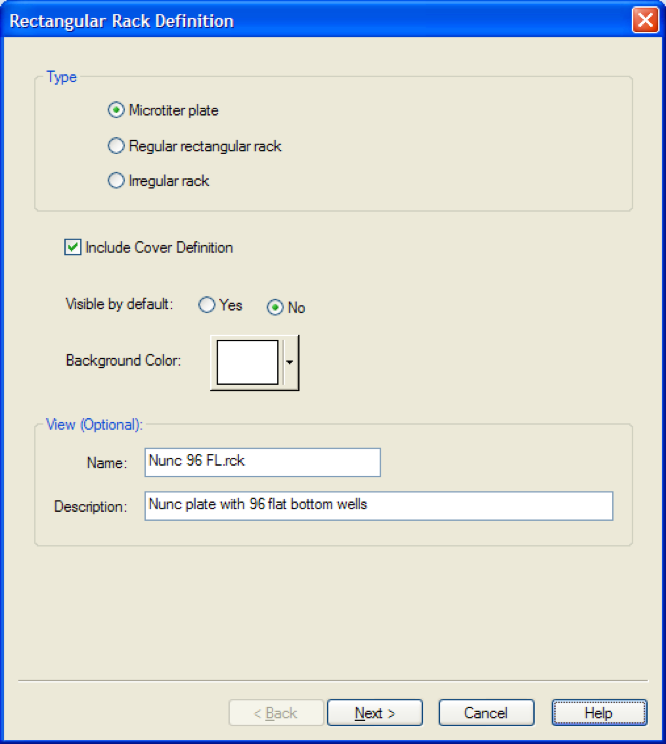 Rectangular Rack Definition
Type
Microtiter plate
Regular rectangular rack
Irregular rack
Include Cover Definition
Visible by default: Yes No
Background Color:
View (Optional):
Name: Nunc 96 FL.rck
Description: Nunc plate with 96 flat bottom wells
< Back Next > Cancel Help